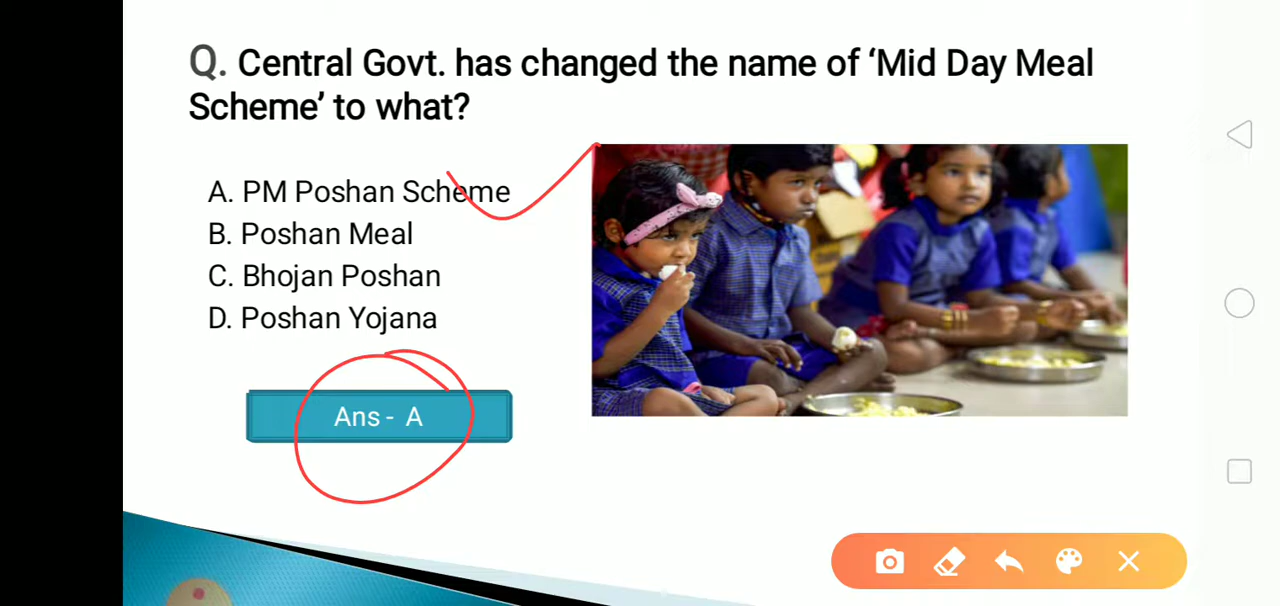 Q. Central Govt. has changed the name of ‘Mid Day Meal
Scheme’ to what?
A. PM Poshan Scheme
B. Poshan Meal
C. Bhojan Poshan
D. Poshan Yojana
Ans - A